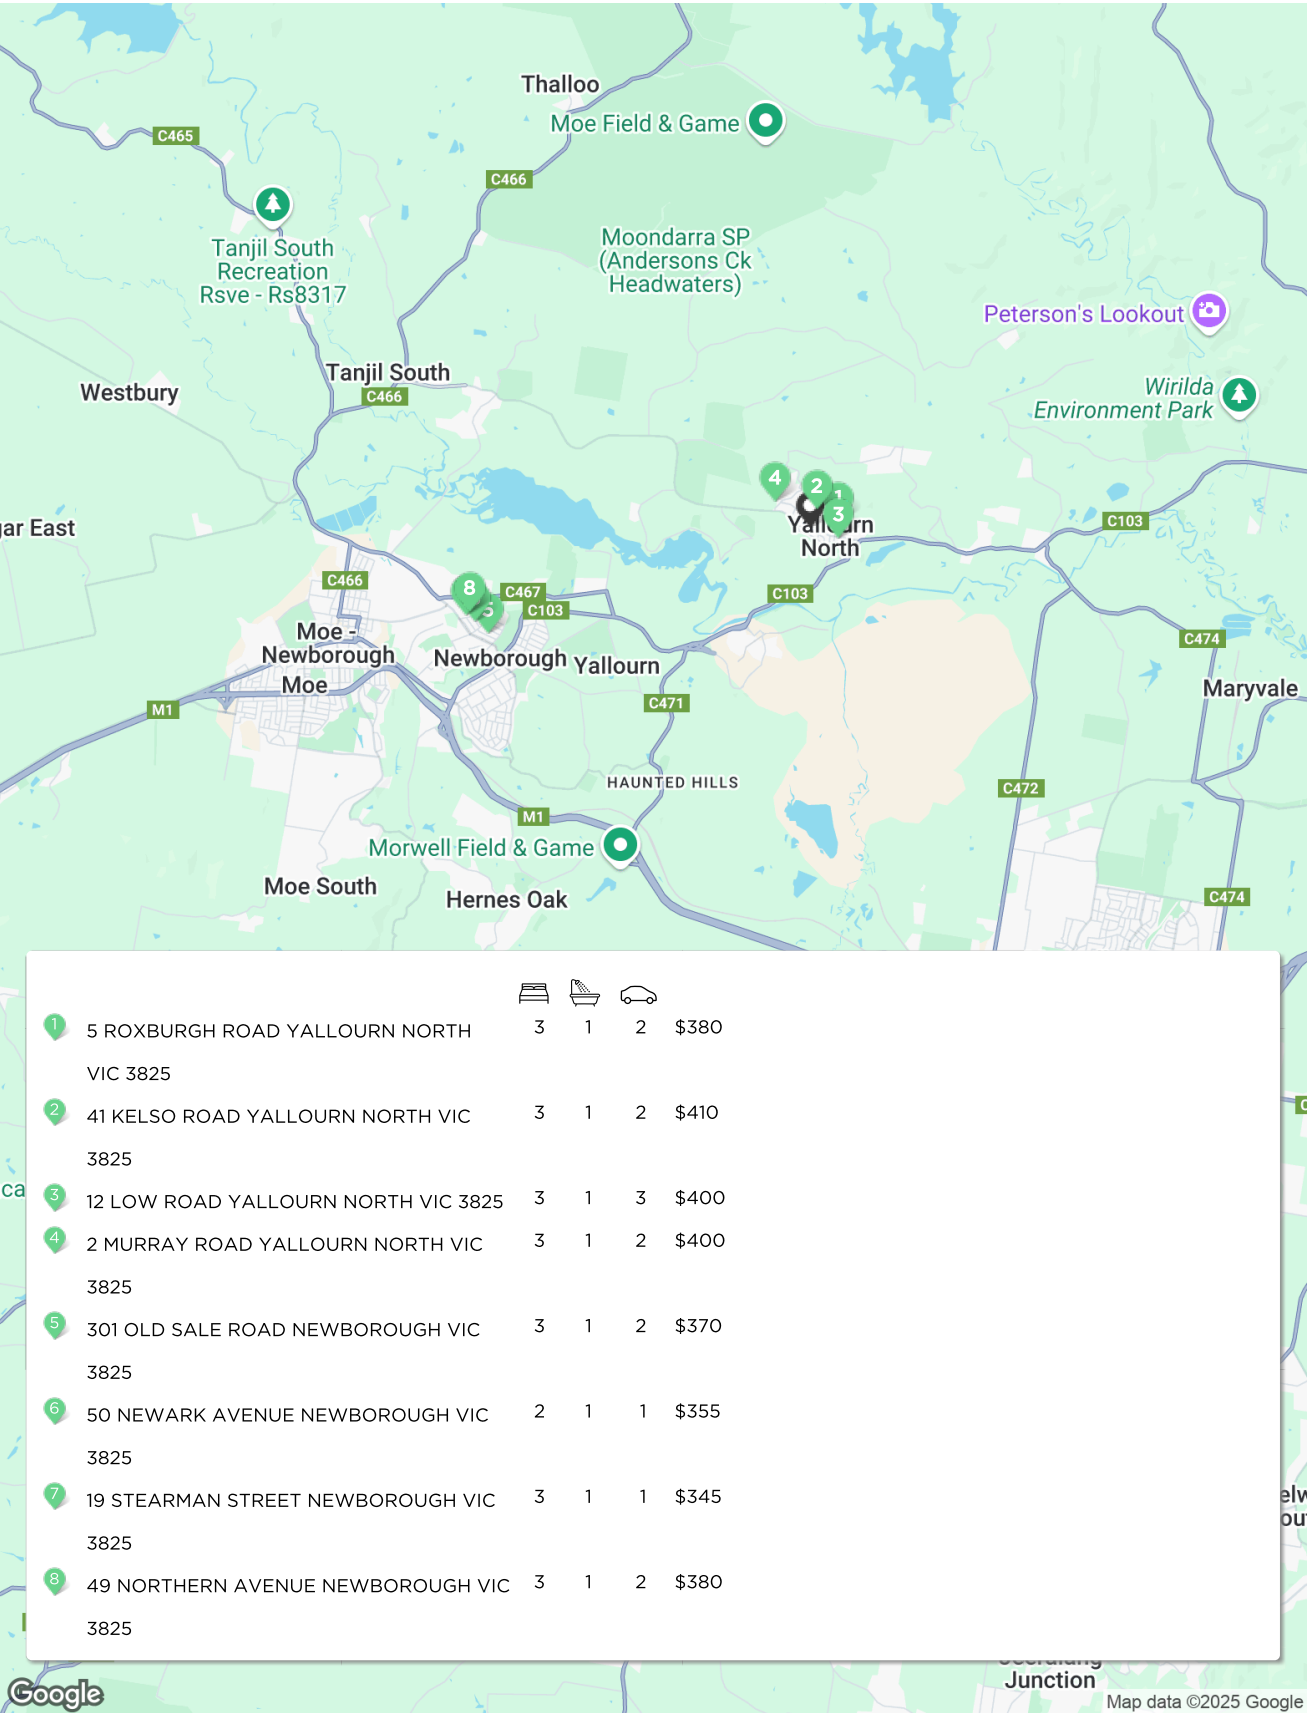 Thalloo
Moe Field & Game
C465
C466
Tanjil South
Recreation
Rsve - Rs8317
Moondarra SP
(Andersons Ck
Headwaters)
Peterson's Lookout
Tanjil South
C466
Westbury
Wirilda
Environment Park
4
2
1
3
Yallourn
North
C103
gar East
C466
8
5
C467
C103
C103
Moe -
Newborough
Moe
Newborough
Yallourn
C474
Maryvale
M1
C471
HAUNTED HILLS
C472
M1
Morwell Field & Game
Moe South
Hernes Oak
C474
1 5 ROXBURGH ROAD YALLOURN NORTH 3 1 2 $380
VIC 3825
2 41 KELSO ROAD YALLOURN NORTH VIC 3 1 2 $410
3825
3 12 LOW ROAD YALLOURN NORTH VIC 3825 3 1 3 $400
4 2 MURRAY ROAD YALLOURN NORTH VIC 3 1 2 $400
3825
5 301 OLD SALE ROAD NEWBOROUGH VIC 3 1 2 $370
3825
6 50 NEWARK AVENUE NEWBOROUGH VIC 2 1 1 $355
3825
7 19 STEARMAN STREET NEWBOROUGH VIC 3 1 1 $345
3825
8 49 NORTHERN AVENUE NEWBOROUGH VIC 3 1 2 $380
3825
Junction
Google
Map data ©2025 Google